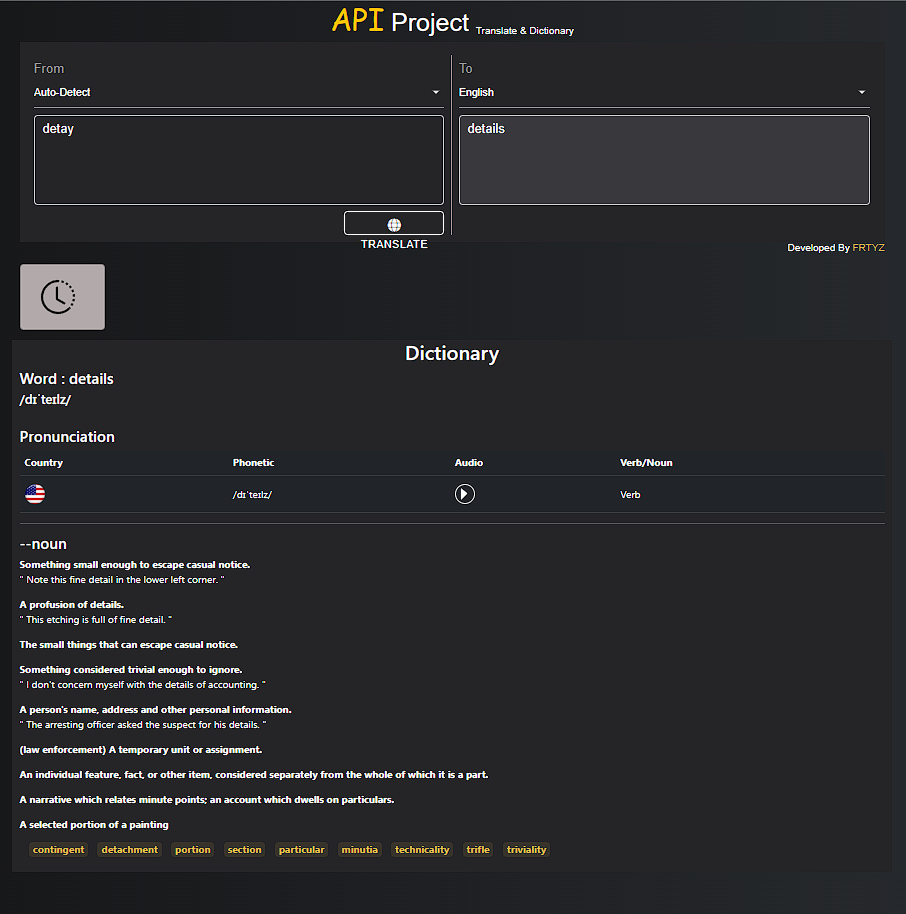 API Project Translate & Dictionary
From
To
Auto-Detect
English
detay
details
TRANSLATE
Developed By FRTYZ
Dictionary
Word : details
/dɪˈteɪlz/
Pronunciation
Country Phonetic Audio Verb/Noun
/dɪˈteɪlz/ Verb
--noun
Something small enough to escape casual notice.
" Note this fine detail in the lower left corner. "
A profusion of details.
" This etching is full of fine detail. "
The small things that can escape casual notice.
Something considered trivial enough to ignore.
" I don't concern myself with the details of accounting. "
A person's name, address and other personal information.
" The arresting officer asked the suspect for his details. "
(law enforcement) A temporary unit or assignment.
An individual feature, fact, or other item, considered separately from the whole of which it is a part.
A narrative which relates minute points; an account which dwells on particulars.
A selected portion of a painting
contingent detachment portion section particular minutia technicality trifle triviality